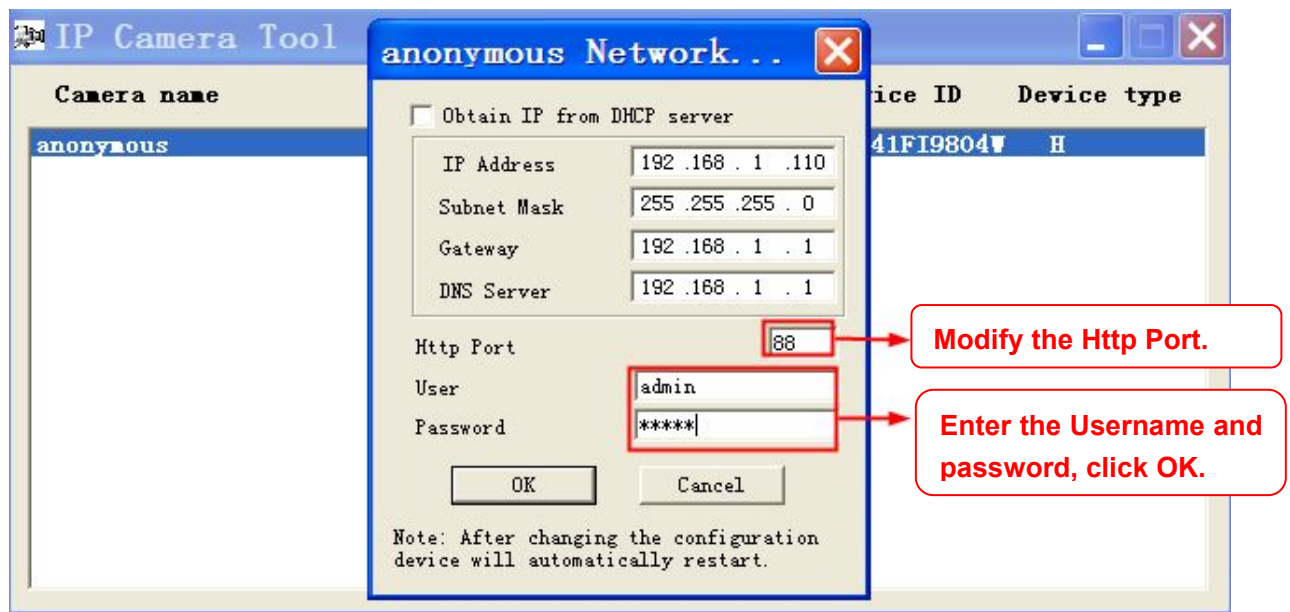 IP Camera Tool
anonymous Network...
Camera name
ice ID Device type
anonymous
41FI9804W H
Obtain IP from DHCP server
IP Address 192 .168 . 1 .110
Subnet Mask 255 .255 .255 . 0
Gateway 192 .168 . 1 . 1
DNS Server 192 .168 . 1 . 1
Http Port 88
Modify the Http Port.
User admin
Password *****
Enter the Username and
password, click OK.
OK Cancel
Note: After changing the configuration
device will automatically restart.